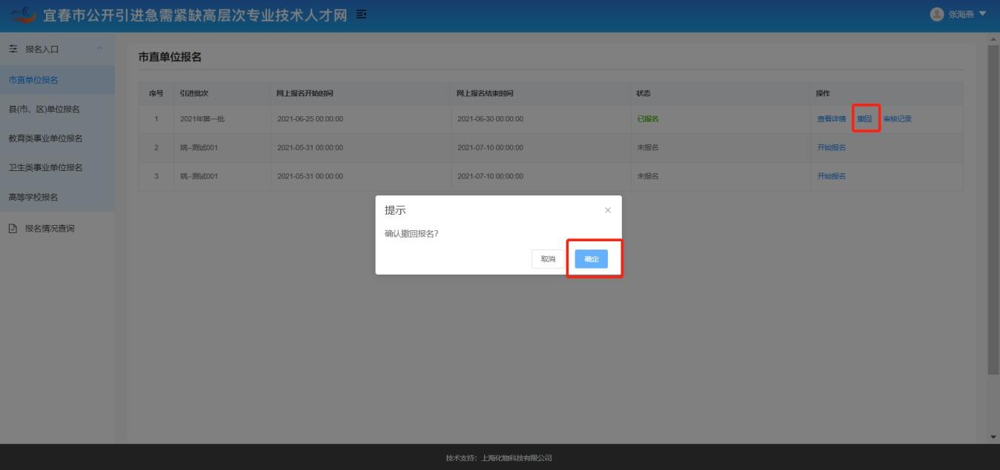 宜春市公开引进急需紧缺高层次专业技术人才网
张海燕
报名入口
市直单位报名
县(市、区)单位报名
教育类事业单位报名
卫生类事业单位报名
高等学校报名
报名情况查询
市直单位报名
序号 引进批次 网上报名开始时间 网上报名结束时间 状态 操作
1 2021年第一批 2021-06-25 00:00:00 2021-06-30 00:00:00 已报名 查看详情 撤回 审核记录
2 姚--测试001 2021-05-31 00:00:00 2021-07-10 00:00:00 未报名 开始报名
3 姚--测试001 2021-05-31 00:00:00 2021-07-10 00:00:00 未报名 开始报名
提示
确认撤回报名?
取消 确定
技术支持：上海化物科技有限公司